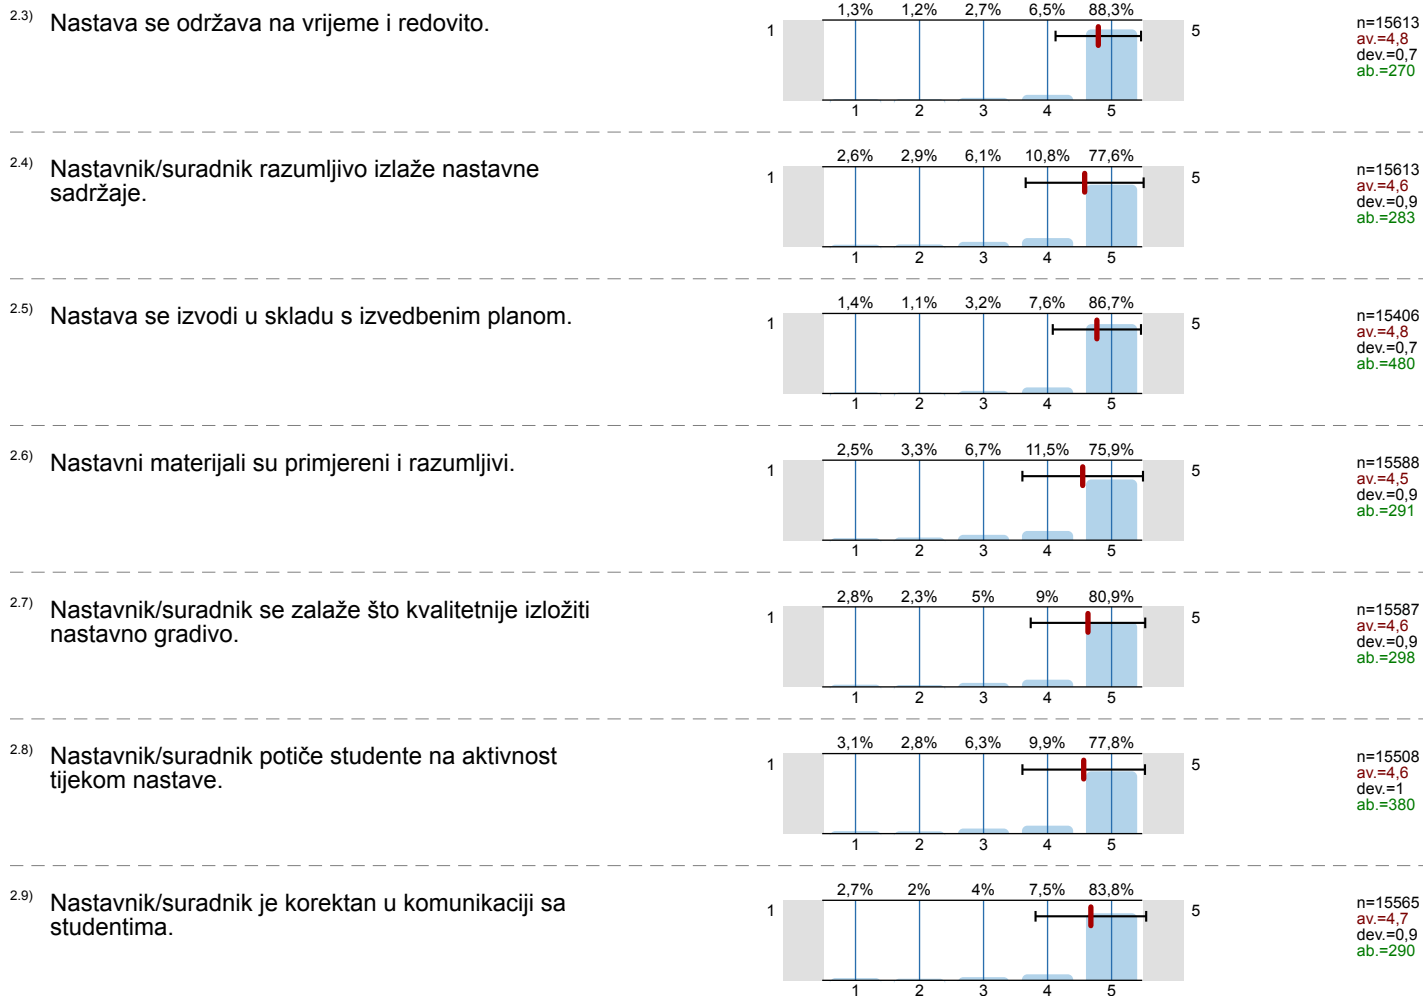 2.3) Nastava se održava na vrijeme i redovito.
1,3% 1,2% 2,7% 6,5% 88,3%
1 5
1 2 3 4 5
n=15613
av.=4,8
dev.=0,7
ab.=270
2.4) Nastavnik/suradnik razumljivo izlaže nastavne
sadržaje.
2,6% 2,9% 6,1% 10,8% 77,6%
1 5
1 2 3 4 5
n=15613
av.=4,6
dev.=0,9
ab.=283
2.5) Nastava se izvodi u skladu s izvedbenim planom.
1,4% 1,1% 3,2% 7,6% 86,7%
1 5
1 2 3 4 5
n=15406
av.=4,8
dev.=0,7
ab.=480
2.6) Nastavni materijali su primjereni i razumljivi.
2,5% 3,3% 6,7% 11,5% 75,9%
1 5
1 2 3 4 5
n=15588
av.=4,5
dev.=0,9
ab.=291
2.7) Nastavnik/suradnik se zalaže što kvalitetnije izložiti
nastavno gradivo.
2,8% 2,3% 5% 9% 80,9%
1 5
1 2 3 4 5
n=15587
av.=4,6
dev.=0,9
ab.=298
2.8) Nastavnik/suradnik potiče studente na aktivnost
tijekom nastave.
3,1% 2,8% 6,3% 9,9% 77,8%
1 5
1 2 3 4 5
n=15508
av.=4,6
dev.=1
ab.=380
2.9) Nastavnik/suradnik je korektan u komunikaciji sa
studentima.
2,7% 2% 4% 7,5% 83,8%
1 5
1 2 3 4 5
n=15565
av.=4,7
dev.=0,9
ab.=290